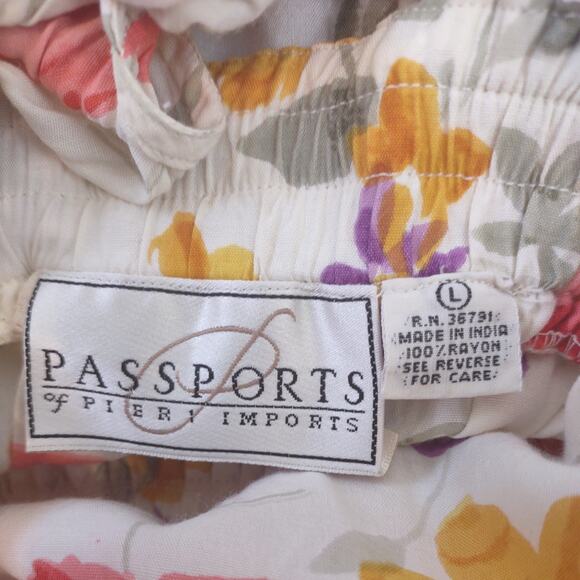 P
PASSPORTS
of PIER 1 IMPORTS
L
R.N. 36791
MADE IN INDIA
100% RAYON
SEE REVERSE
FOR CARE